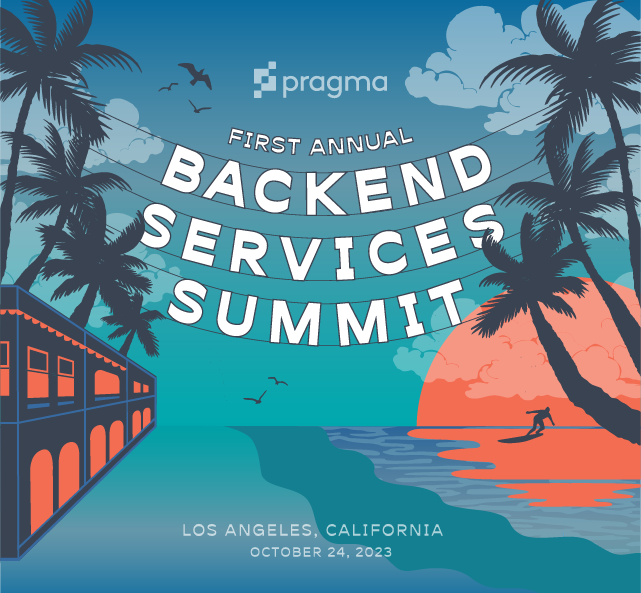 pragma
FIRST ANNUAL
BACKEND
SERVICES
SUMMIT
LOS ANGELES, CALIFORNIA
OCTOBER 24, 2023